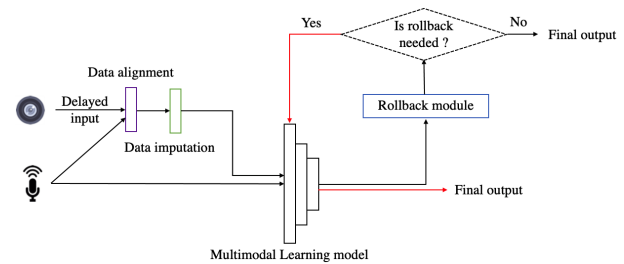 Yes
Is rollback
needed ?
No
Final output
Data alignment
Delayed
input
Rollback module
Data imputation
Final output
Multimodal Learning model